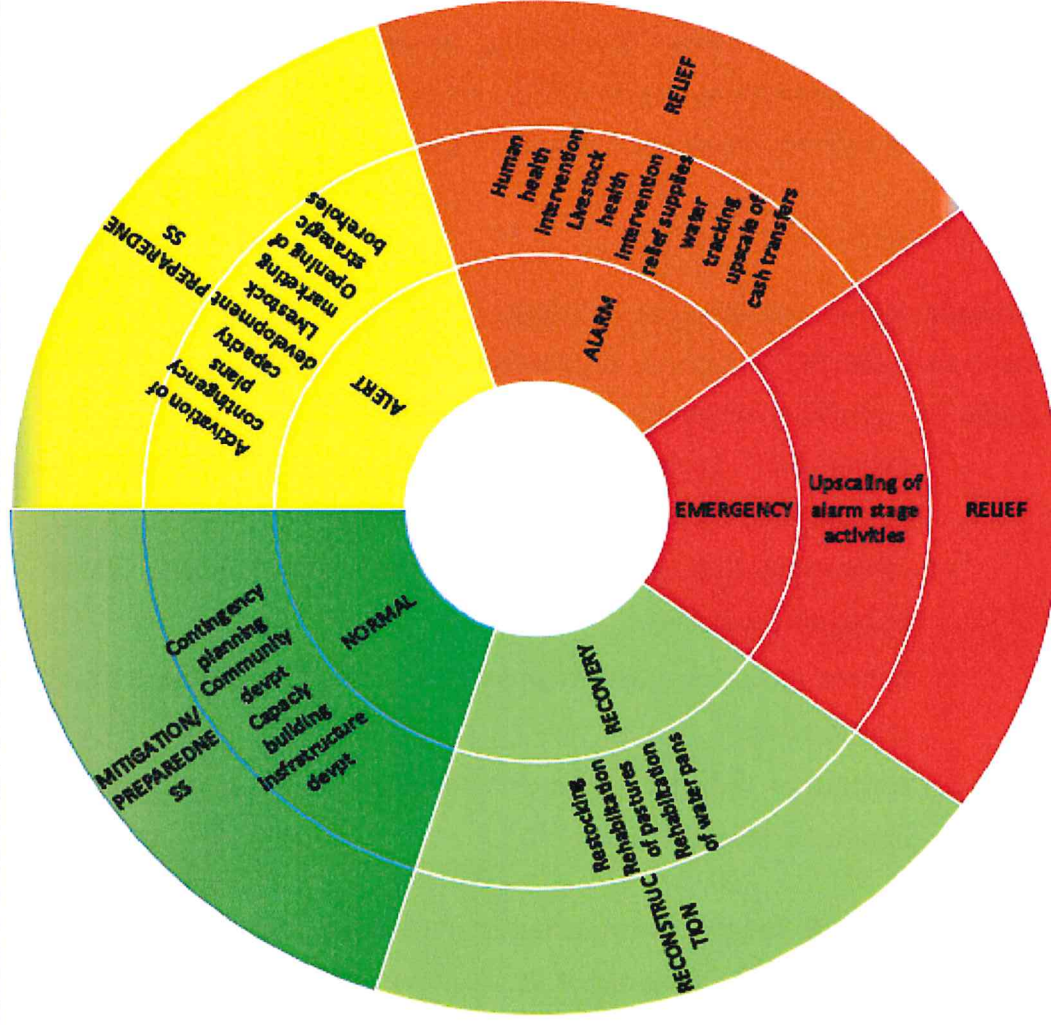 RELIEF
Human
health
intervention
Livestock
health
intervention
relief supplies
water
tracking
upscale of
cash transfers
ALARM
RELIEF
Upscaling of
alarm stage
activities
EMERGENCY
RECONSTRUC
TION
Restocking
Rehabilitation
of pastures
Rehabilitation
of water pans
RECOVERY
MITIGATION/
PREPAREDNE
SS
Contingency
planning
Community
devpt
Capaciy
building
Insfratructure
devpt
NORMAL
PREPAREDNE
SS
Activation of
contingency
plans
capacity
development
Livestock
marketing
Opening of
strategic
boreholes
ALERT